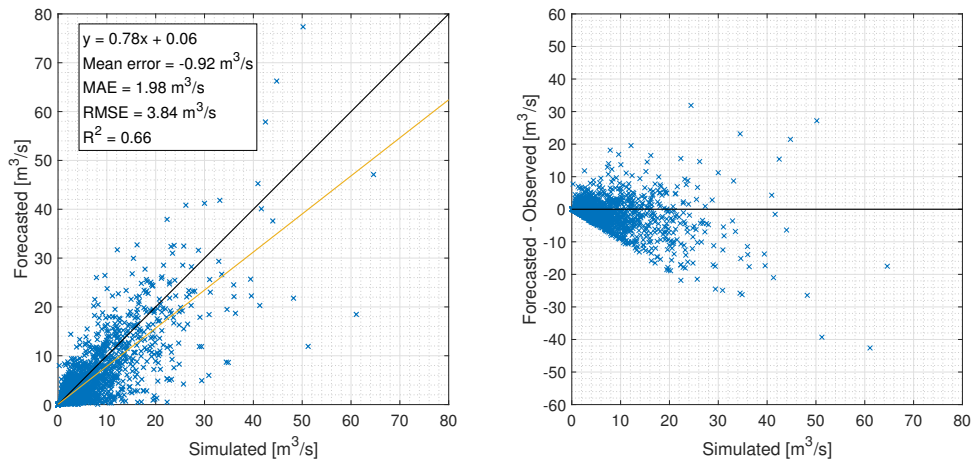 y = 0.78x + 0.06
Mean error = -0.92 m³/s
MAE = 1.98 m³/s
RMSE = 3.84 m³/s
R² = 0.66
Forecasted [m³/s]
80
70
60
50
40
30
20
10
0
0 10 20 30 40 50 60 70 80
Simulated [m³/s]
Forecasted - Observed [m³/s]
60
50
40
30
20
10
0
-10
-20
-30
-40
-50
-60
0 10 20 30 40 50 60 70 80
Simulated [m³/s]